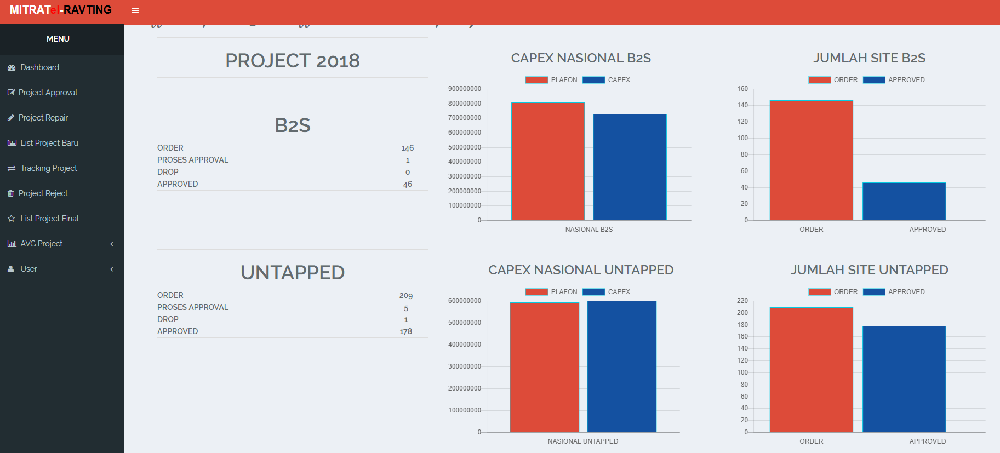 MITRATel-RAVTING
MENU
Dashboard
Project Approval
Project Repair
List Project Baru
Tracking Project
Project Reject
List Project Final
AVG Project
User
PROJECT 2018
B2S
ORDER 146
PROSES APPROVAL 1
DROP 0
APPROVED 46
UNTAPPED
ORDER 209
PROSES APPROVAL 5
DROP 1
APPROVED 178
CAPEX NASIONAL B2S
PLAFON CAPEX
900000000
800000000
700000000
600000000
500000000
400000000
300000000
200000000
100000000
0
NASIONAL B2S
JUMLAH SITE B2S
ORDER APPROVED
160
140
120
100
80
60
40
20
0
ORDER APPROVED
CAPEX NASIONAL UNTAPPED
PLAFON CAPEX
600000000
500000000
400000000
300000000
200000000
100000000
0
NASIONAL UNTAPPED
JUMLAH SITE UNTAPPED
ORDER APPROVED
220
200
180
160
140
120
100
80
60
40
20
0
ORDER APPROVED